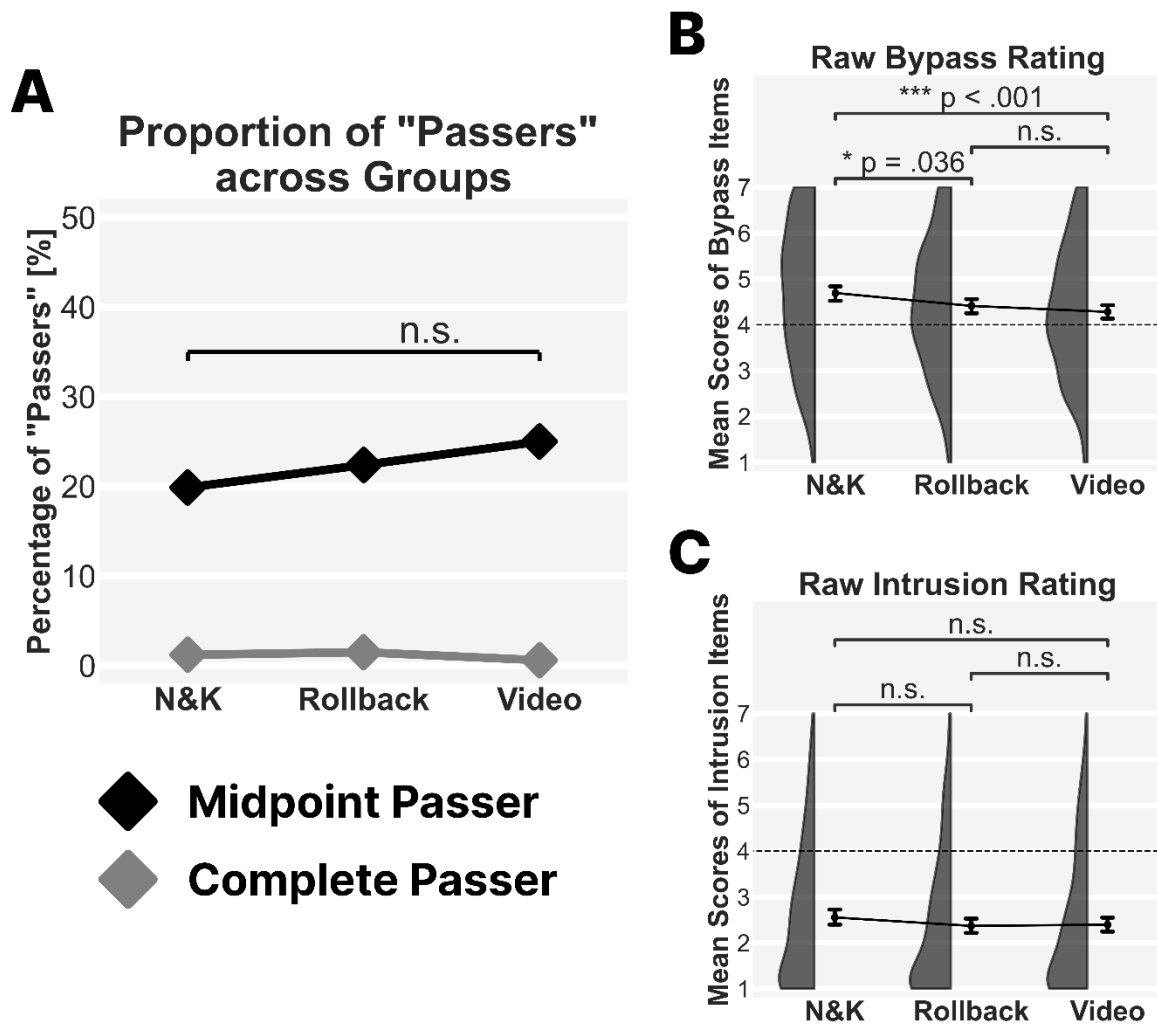 A
Proportion of "Passers"
across Groups
Percentage of "Passers" [%]
50
40
30
20
10
0
n.s.
N&K
Rollback
Video
Midpoint Passer
Complete Passer
B
Raw Bypass Rating
Mean Scores of Bypass Items
*** p < .001
n.s.
* p = .036
7
6
5
4
3
2
1
N&K
Rollback
Video
C
Raw Intrusion Rating
Mean Scores of Intrusion Items
n.s.
n.s.
n.s.
7
6
5
4
3
2
1
N&K
Rollback
Video